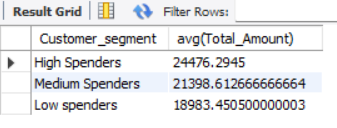 Result Grid Filter Rows:
Customer_segment avg(Total_Amount)
High Spenders 24476.2945
Medium Spenders 21398.612666666664
Low spenders 18983.450500000003